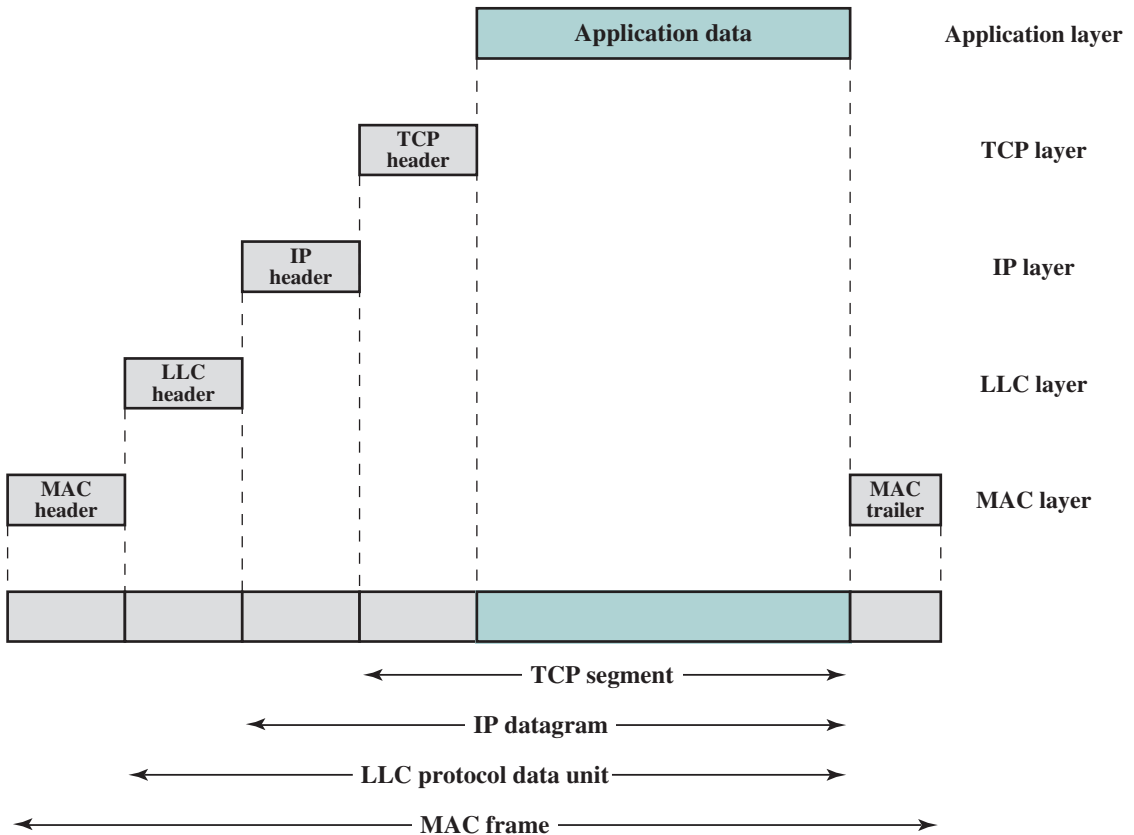 Application data
Application layer
TCP
header
TCP layer
IP
header
IP layer
LLC
header
LLC layer
MAC
header
MAC
trailer
MAC layer
TCP segment
IP datagram
LLC protocol data unit
MAC frame